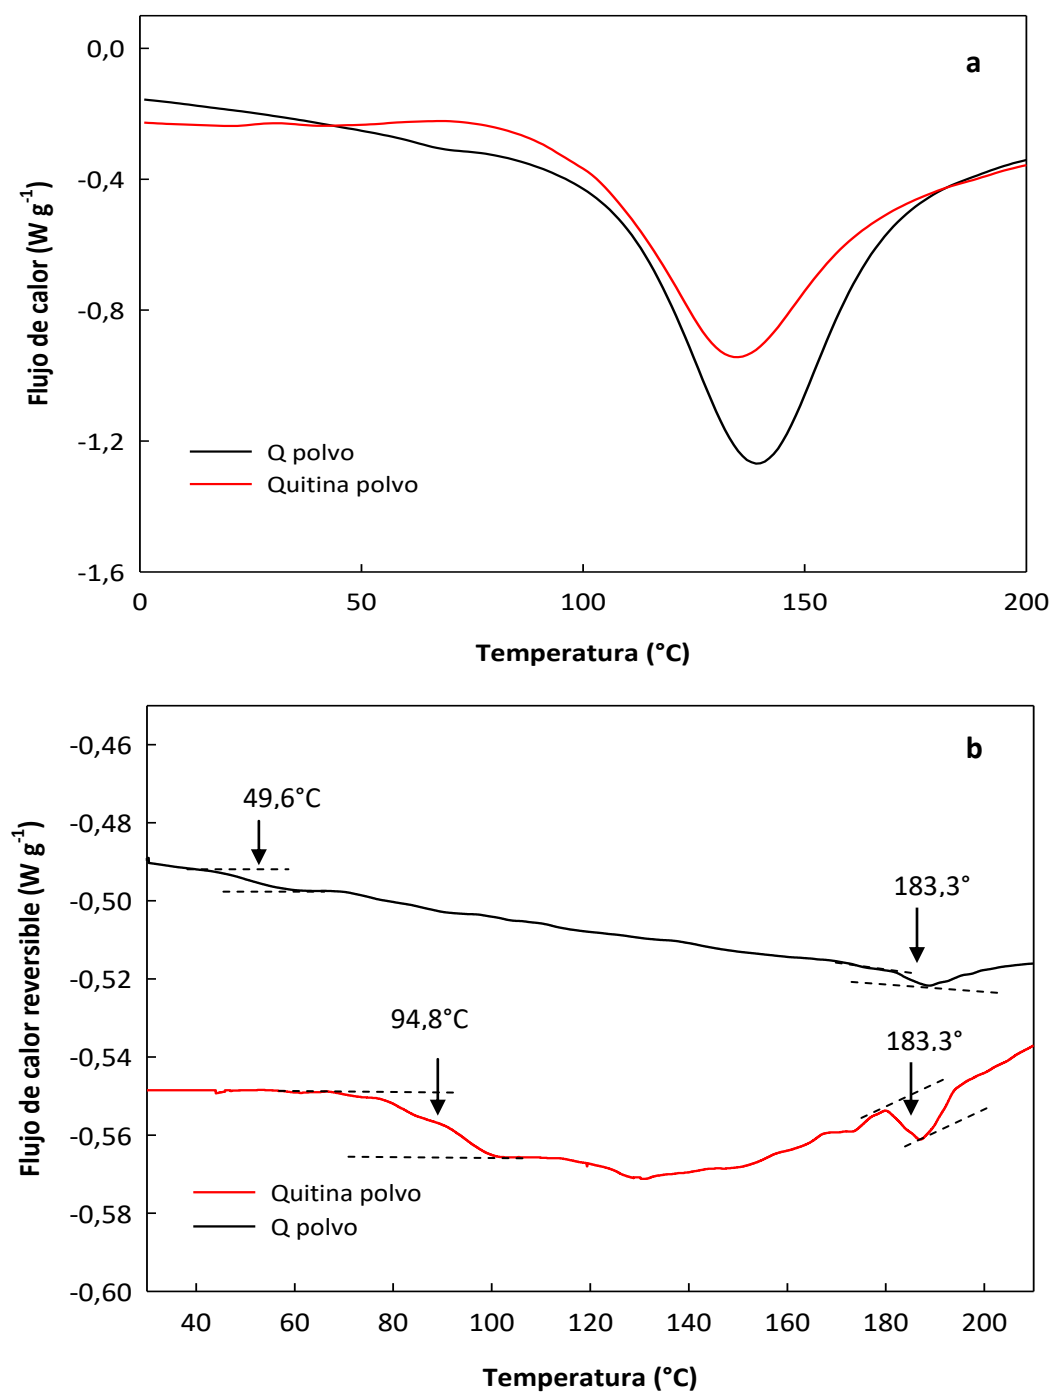 a
0,0
-0,4
-0,8
-1,2
-1,6
Flujo de calor (W g-1)
Q polvo
Quitina polvo
0 50 100 150 200
Temperatura (°C)
b
-0,46
-0,48
-0,50
-0,52
-0,54
-0,56
-0,58
-0,60
Flujo de calor reversible (W g-1)
49,6°C
183,3°
94,8°C
183,3°
Quitina polvo
Q polvo
40 60 80 100 120 140 160 180 200
Temperatura (°C)